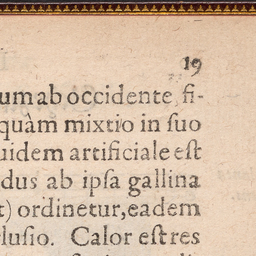 19
um ab occidente, ſi-
quàm mixtio in ſuo
uidem artificiale eſt
dus ab ipſa gallina
t) ordinetur, eadem
luſio. Calor eſt res